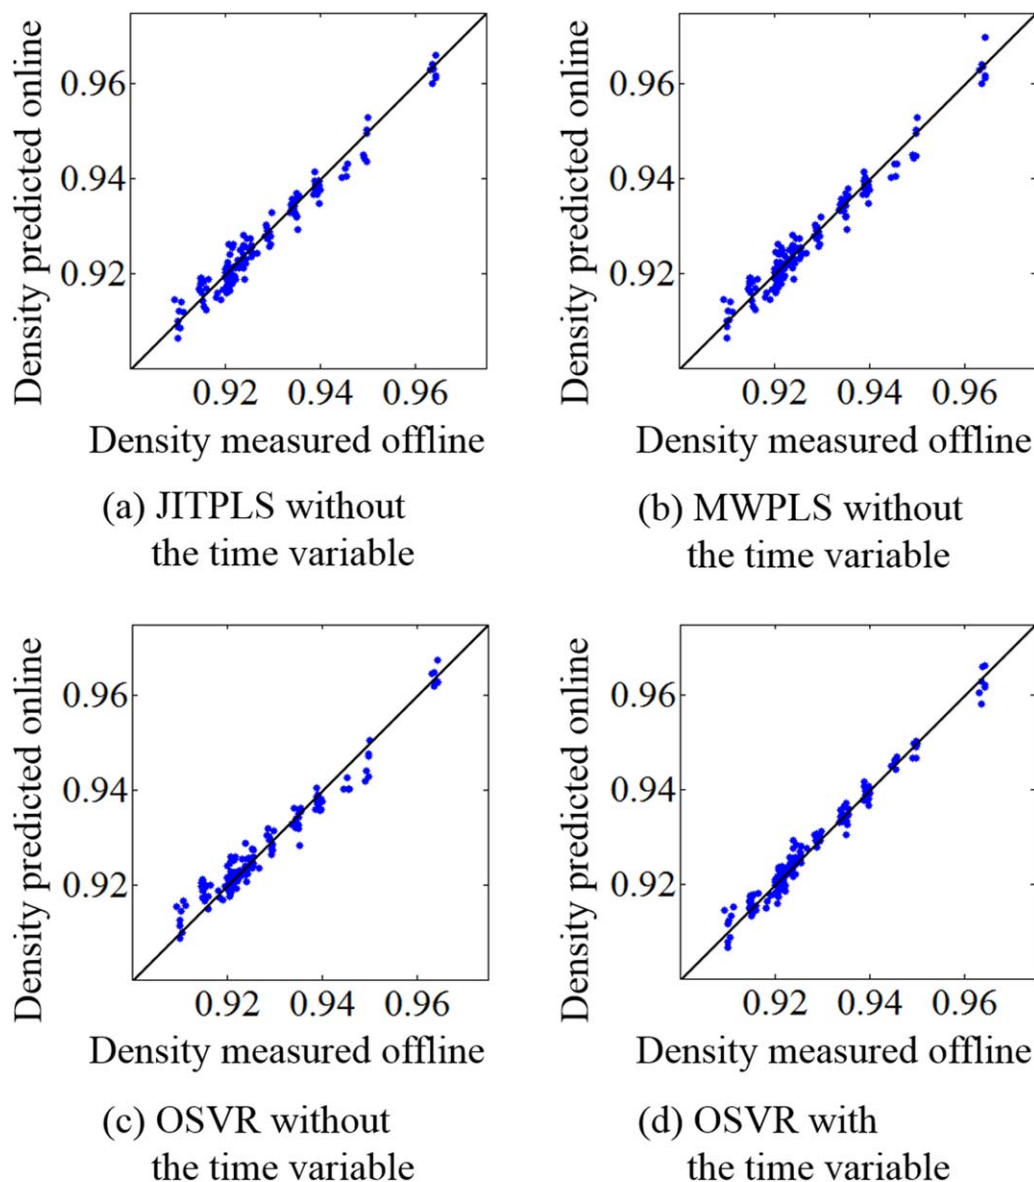 Density predicted online
0.96
0.94
0.92
0.92 0.94 0.96
Density measured offline
(a) JITPLS without
the time variable
Density predicted online
0.96
0.94
0.92
0.92 0.94 0.96
Density measured offline
(b) MWPLS without
the time variable
Density predicted online
0.96
0.94
0.92
0.92 0.94 0.96
Density measured offline
(c) OSVR without
the time variable
Density predicted online
0.96
0.94
0.92
0.92 0.94 0.96
Density measured offline
(d) OSVR with
the time variable